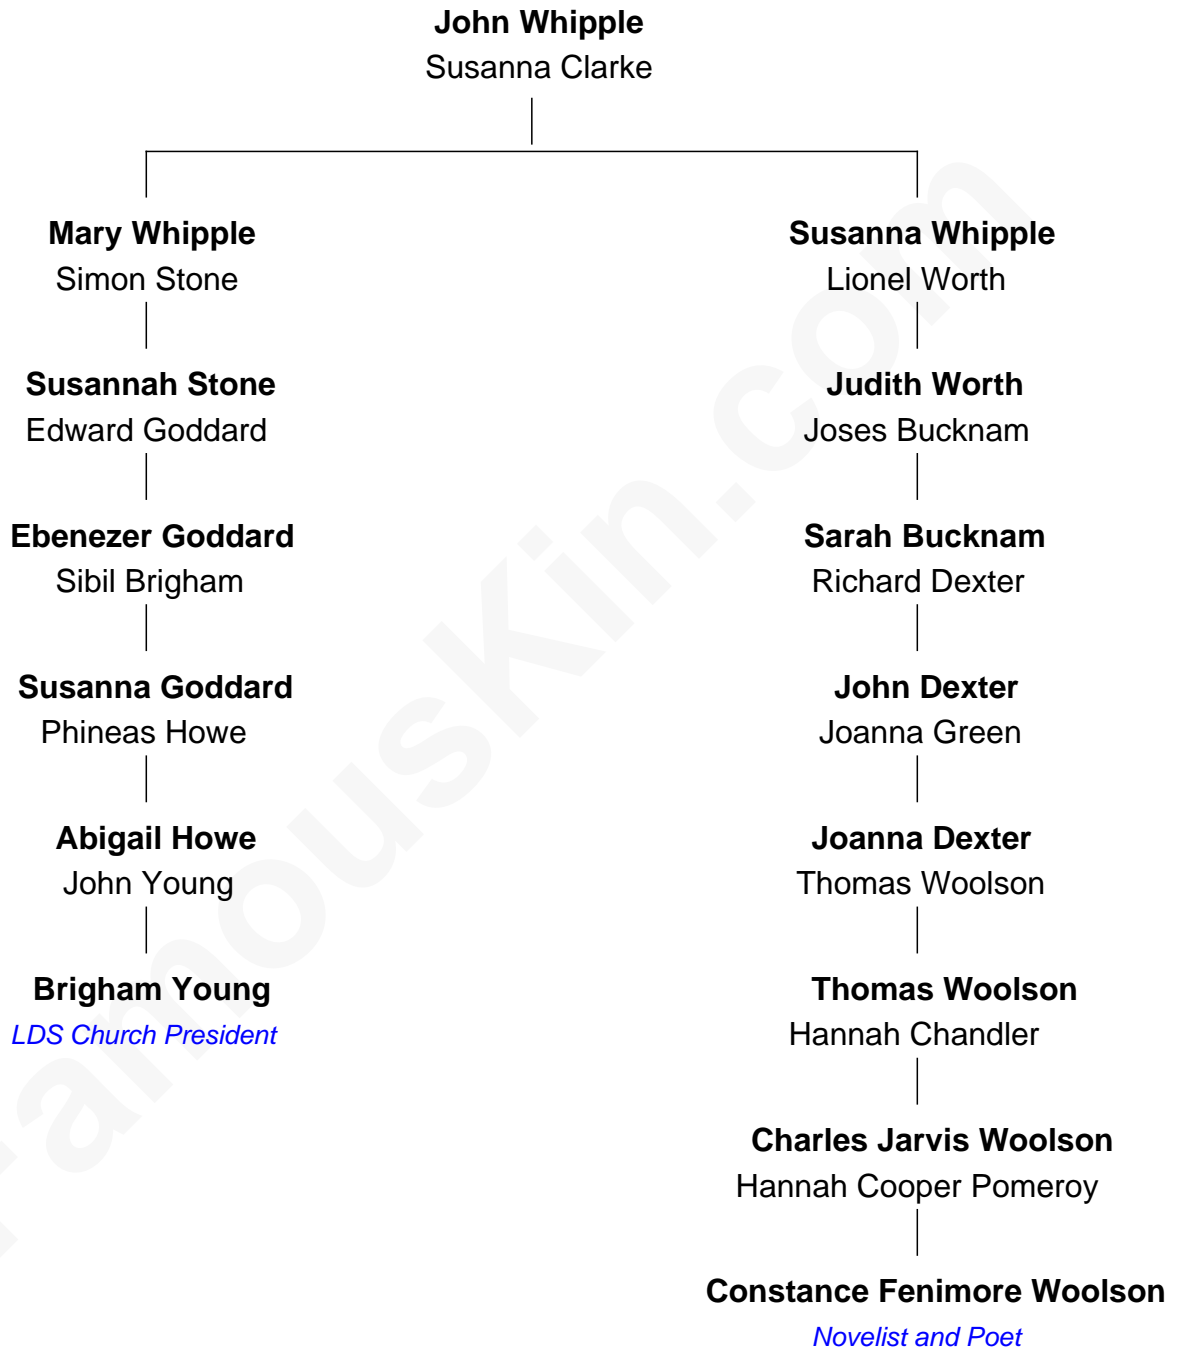 John Whipple
Susanna Clarke
Mary Whipple
Simon Stone
Susannah Stone
Edward Goddard
Ebenezer Goddard
Sibil Brigham
Susanna Goddard
Phineas Howe
Abigail Howe
John Young
Brigham Young
LDS Church President
Susanna Whipple
Lionel Worth
Judith Worth
Joses Bucknam
Sarah Bucknam
Richard Dexter
John Dexter
Joanna Green
Joanna Dexter
Thomas Woolson
Thomas Woolson
Hannah Chandler
Charles Jarvis Woolson
Hannah Cooper Pomeroy
Constance Fenimore Woolson
Novelist and Poet
FamousKin.com